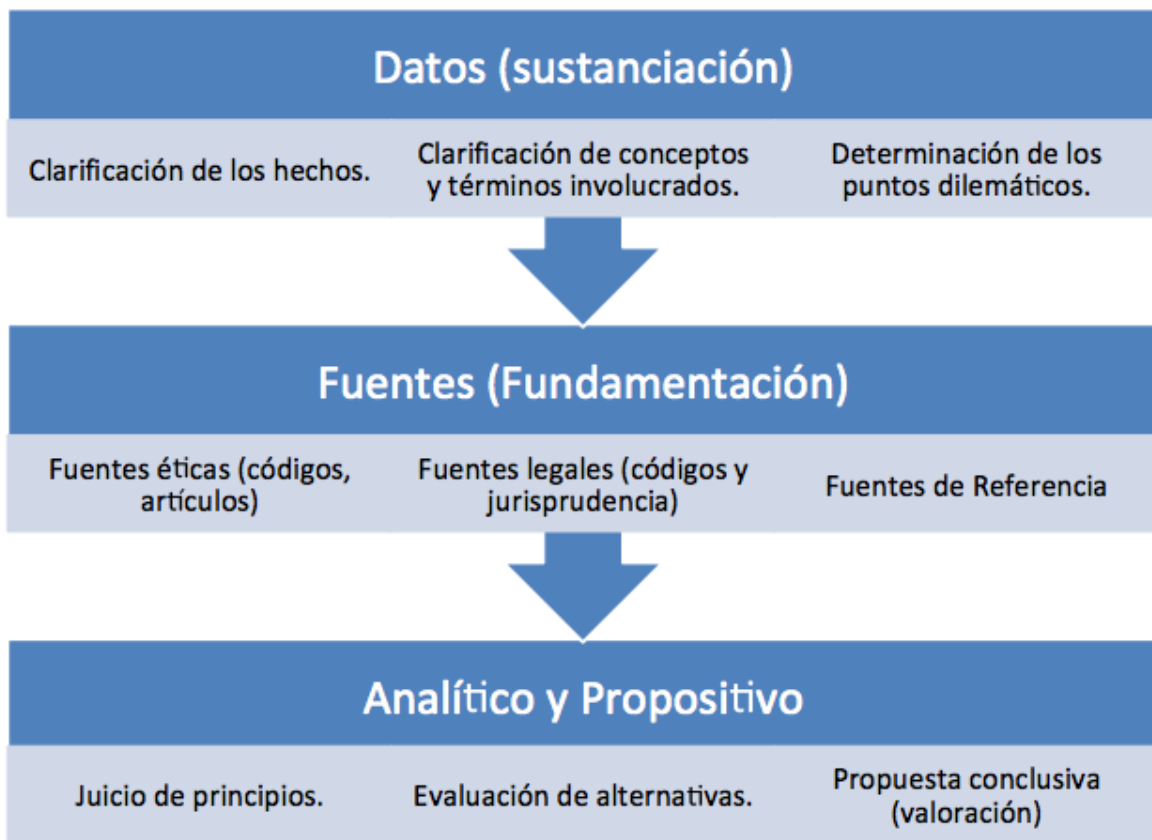 Datos (sustanciación)
Clarificación de los hechos.
Clarificación de conceptos
y términos involucrados.
Determinación de los
puntos dilemáticos.
Fuentes (Fundamentación)
Fuentes éticas (códigos,
artículos)
Fuentes legales (códigos y
jurisprudencia)
Fuentes de Referencia
Analítico y Propositivo
Juicio de principios.
Evaluación de alternativas.
Propuesta conclusiva
(valoración)